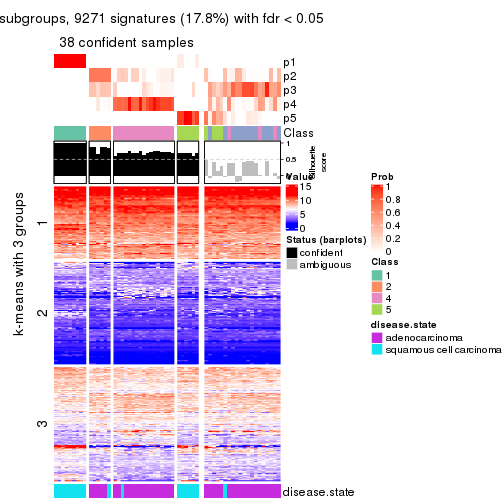 subgroups, 9271 signatures (17.8%) with fdr < 0.05
38 confident samples
p1
p2
p3
p4
p5
Class
1
0.5
0
Silhouette
score
k-means with 3 groups
1
2
3
disease.state
Value
15
10
5
0
Status (barplots)
confident
ambiguous
Prob
1
0.8
0.6
0.4
0.2
0
Class
1
2
4
5
disease.state
adenocarcinoma
squamous cell carcinoma